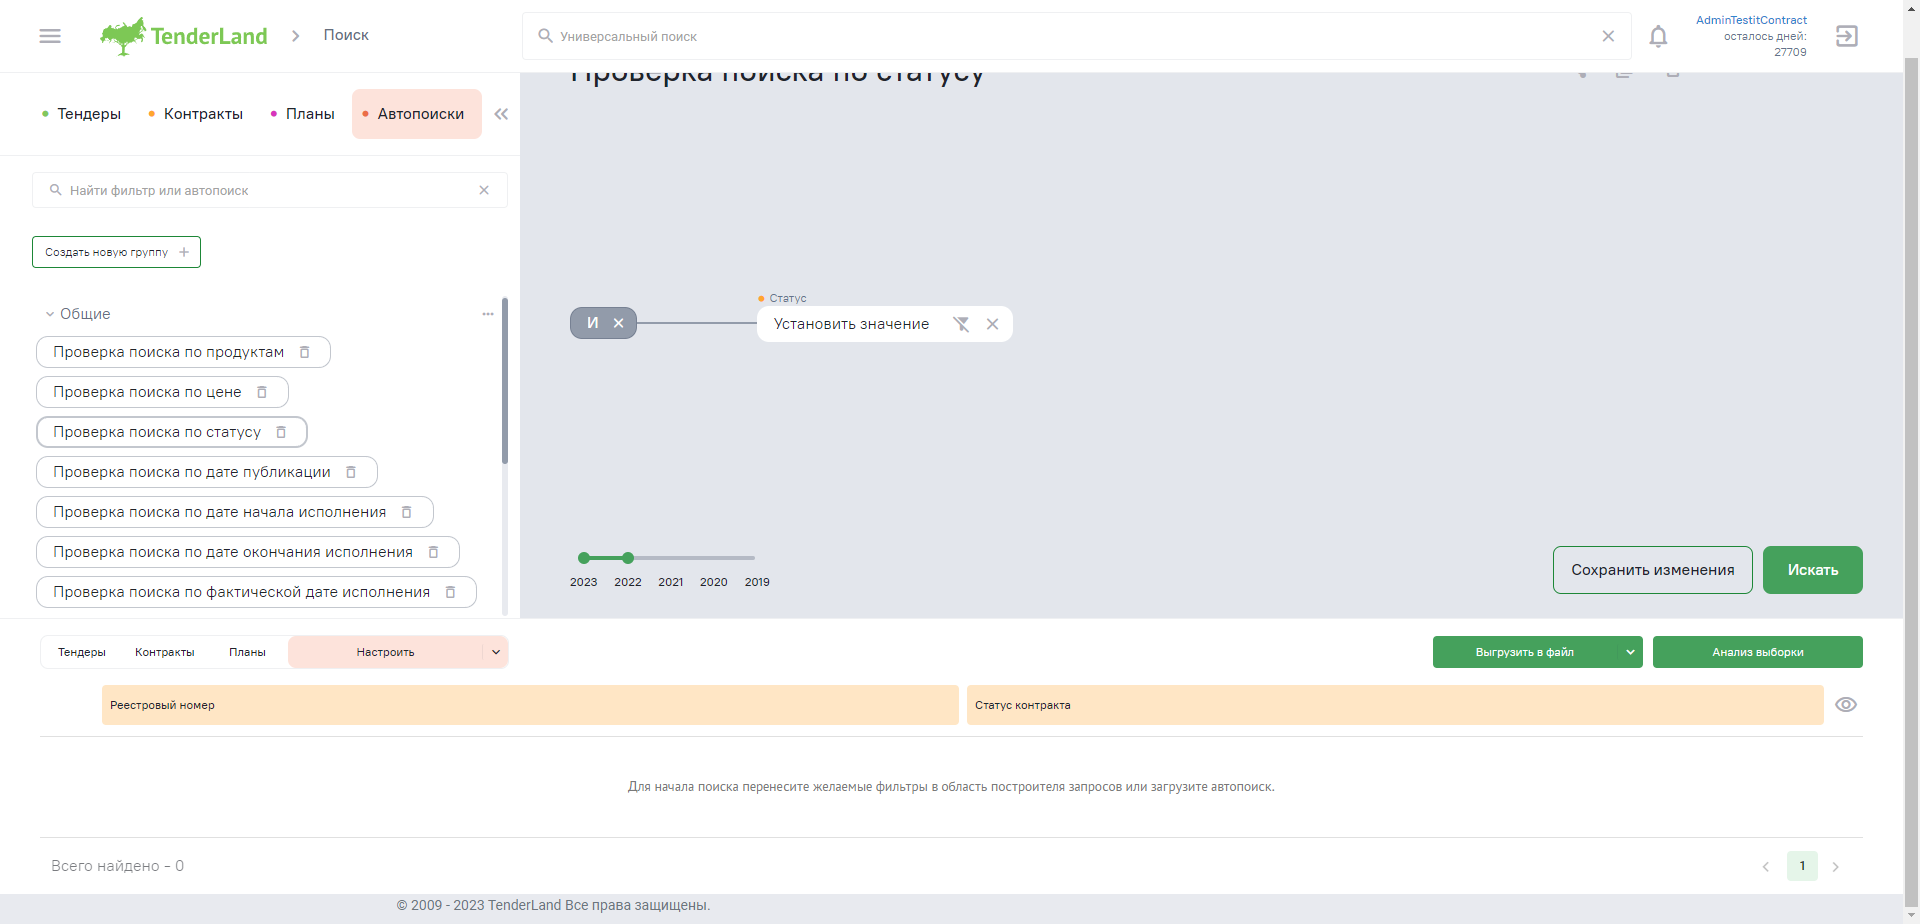 TenderLand
Поиск
Универсальный поиск
AdminTestitContract
осталось дней:
27709
Тендеры
Контракты
Планы
Автопоиски
Проверка поиска по статусу
Найти фильтр или автопоиск
Создать новую группу
Общие
Проверка поиска по продуктам
Проверка поиска по цене
Проверка поиска по статусу
Проверка поиска по дате публикации
Проверка поиска по дате начала исполнения
Проверка поиска по дате окончания исполнения
Проверка поиска по фактической дате исполнения
Статус
И
Установить значение
2023 2022 2021 2020 2019
Сохранить изменения
Искать
Тендеры
Контракты
Планы
Настроить
Выгрузить в файл
Анализ выборки
Реестровый номер
Статус контракта
Для начала поиска перенесите желаемые фильтры в область построителя запросов или загрузите автопоиск.
Всего найдено - 0
1
© 2009 - 2023 TenderLand Все права защищены.